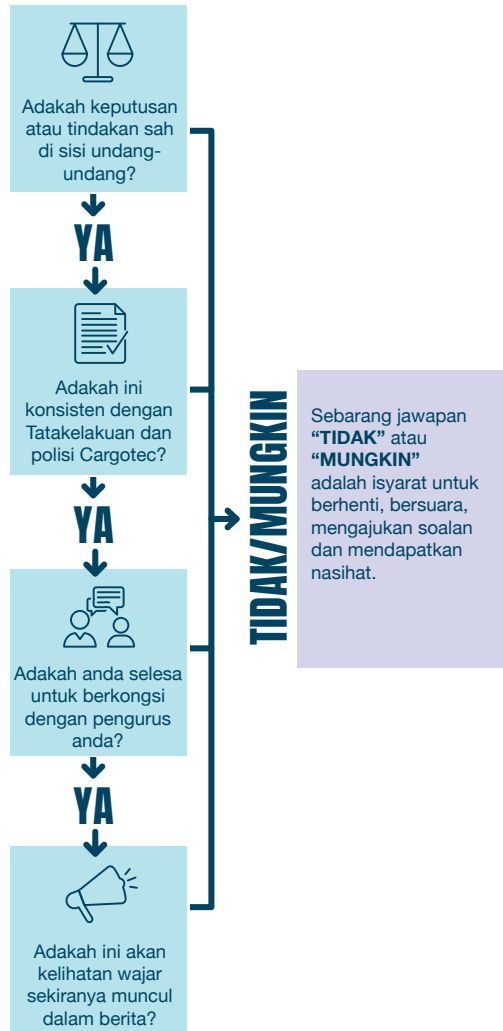 Adakah keputusan
atau tindakan sah
di sisi undang-
undang?
YA
Adakah ini
konsisten dengan
Tatakelakuan dan
polisi Cargotec?
YA
Adakah anda selesa
untuk berkongsi
dengan pengurus
anda?
YA
Adakah ini akan
kelihatan wajar
sekiranya muncul
dalam berita?
TIDAK/MUNGKIN
Sebarang jawapan
“TIDAK” atau
“MUNGKIN”
adalah isyarat untuk
berhenti, bersuara,
mengajukan soalan
dan mendapatkan
nasihat.